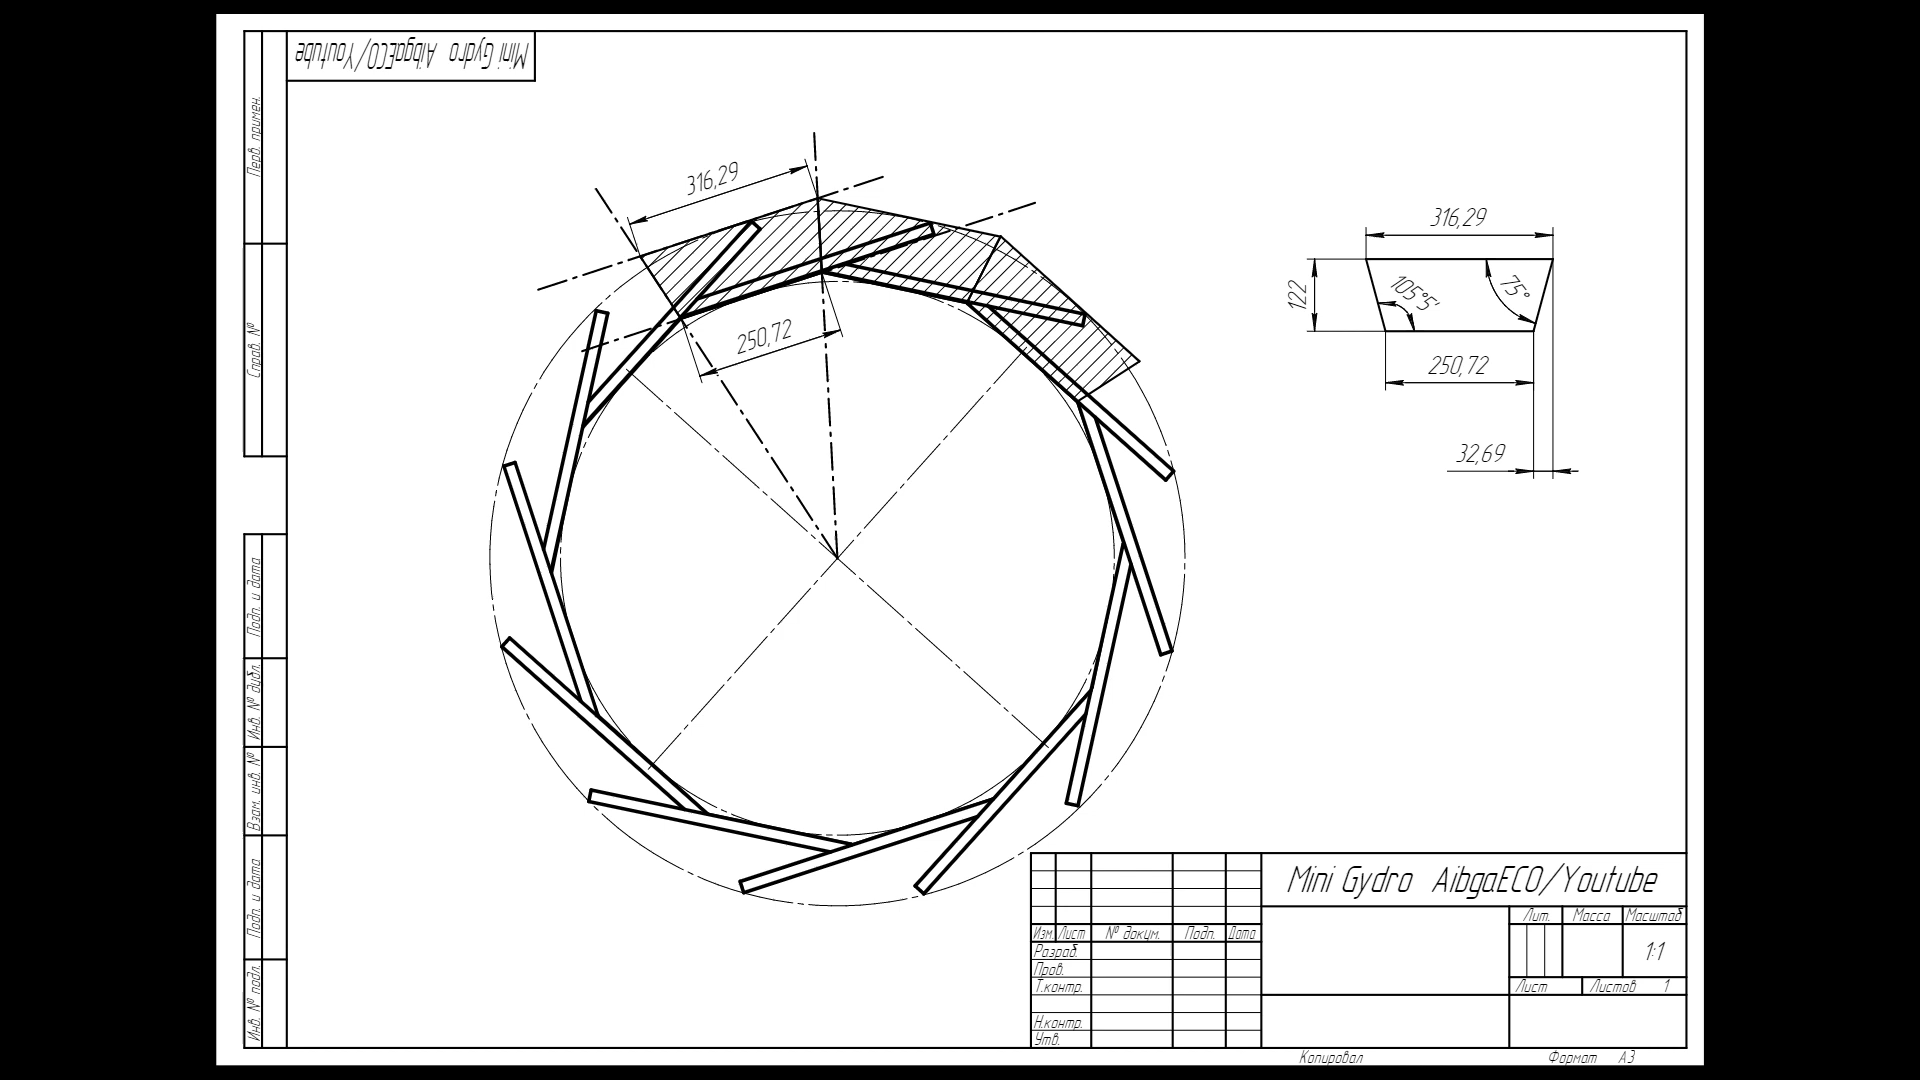 Mini Gydro AibgaECO/Youtube
Перв. примен.
Справ. №
Подп. и дата
Инв. № дубл.
Взам. инв. №
Подп. и дата
Инв. № подл.
316,29
250,72
316,29
122
105°5'
75°
250,72
32,69
Mini Gydro AibgaECO/Youtube
Изм. Лист № докум. Подп. Дата
Разраб.
Пров.
Т.контр.
Н.контр.
Утв.
Лит. Масса Масштаб
1:1
Лист Листов 1
Копировал Формат А3